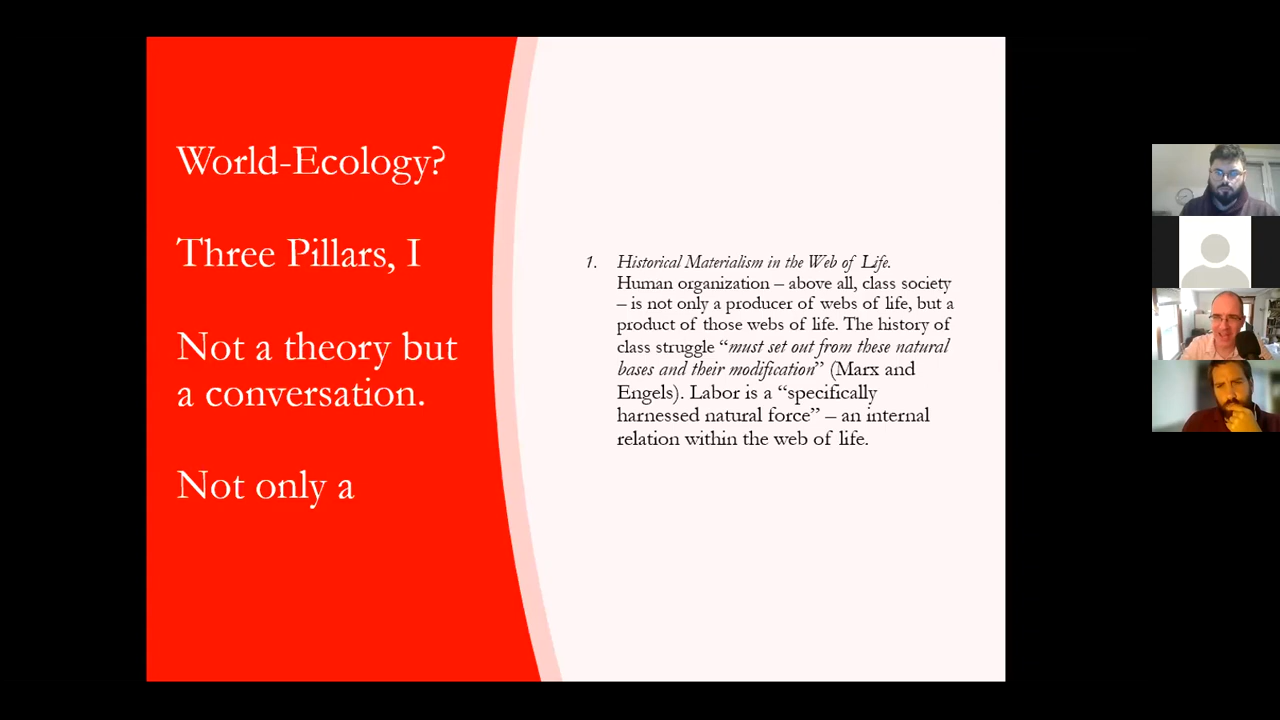 World-Ecology?
Three Pillars, I
Not a theory but
a conversation.
Not only a
1. Historical Materialism in the Web of Life.
Human organization – above all, class society
– is not only a producer of webs of life, but a
product of those webs of life. The history of
class struggle “must set out from these natural
bases and their modification” (Marx and
Engels). Labor is a “specifically
harnessed natural force” – an internal
relation within the web of life.